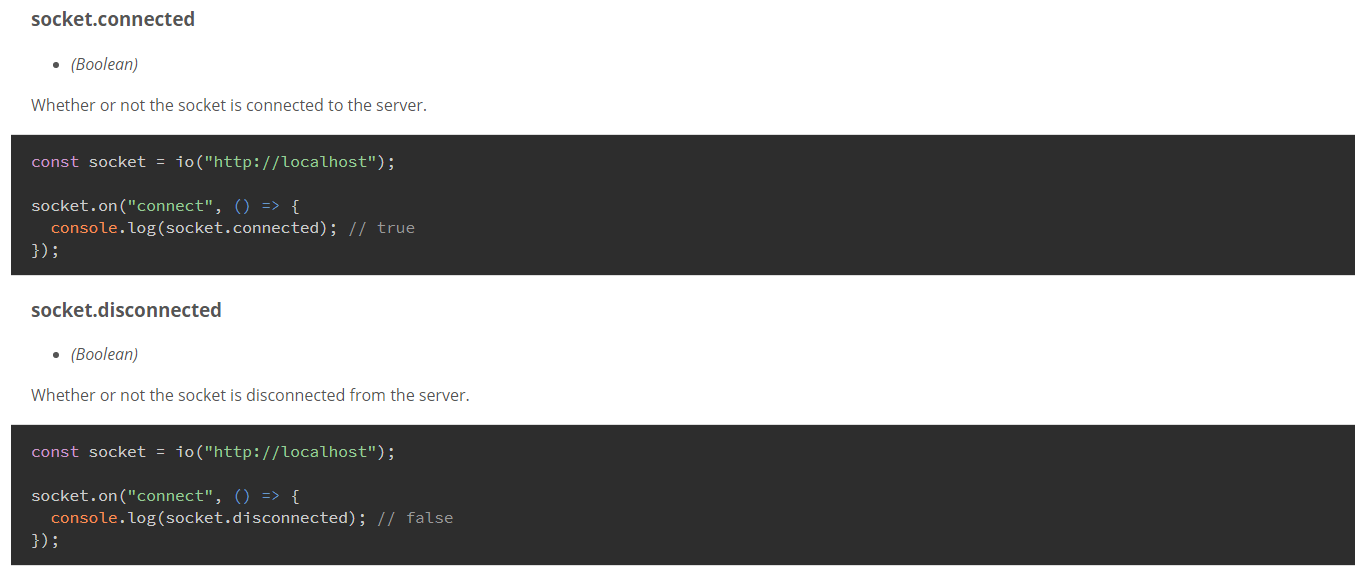 socket.connected
• (Boolean)
Whether or not the socket is connected to the server.
const socket = io("http://localhost");
socket.on("connect", () => {
  console.log(socket.connected); // true
});
socket.disconnected
• (Boolean)
Whether or not the socket is disconnected from the server.
const socket = io("http://localhost");
socket.on("connect", () => {
  console.log(socket.disconnected); // false
});